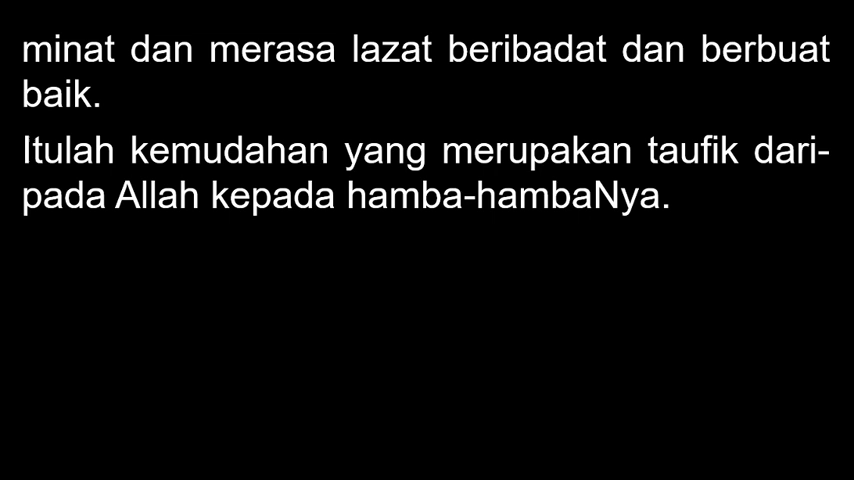 minat dan merasa lazat beribadat dan berbuat
baik.
Itulah kemudahan yang merupakan taufik dari-
pada Allah kepada hamba-hambaNya.